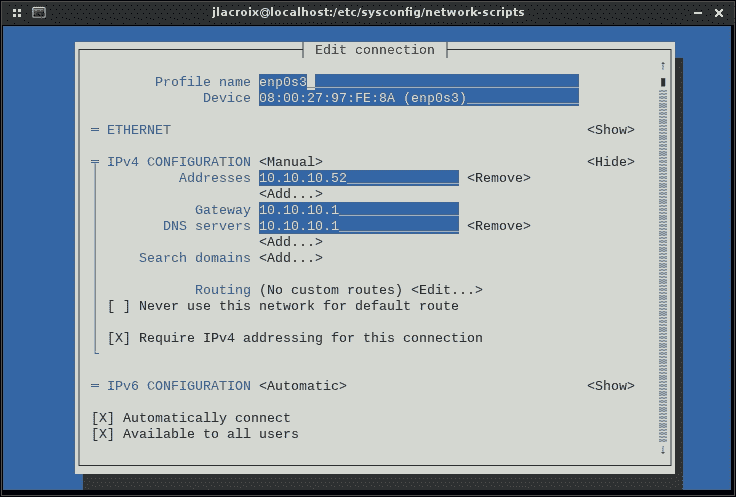 jlacroix@localhost:/etc/sysconfig/network-scripts
Edit connection
Profile name enp0s3
Device 08:00:27:97:FE:8A (enp0s3)
ETHERNET <Show>
IPv4 CONFIGURATION <Manual> <Hide>
Addresses 10.10.10.52 <Remove>
<Add...>
Gateway 10.10.10.1
DNS servers 10.10.10.1 <Remove>
<Add...>
Search domains <Add...>
Routing (No custom routes) <Edit...>
[ ] Never use this network for default route
[X] Require IPv4 addressing for this connection
IPv6 CONFIGURATION <Automatic> <Show>
[X] Automatically connect
[X] Available to all users